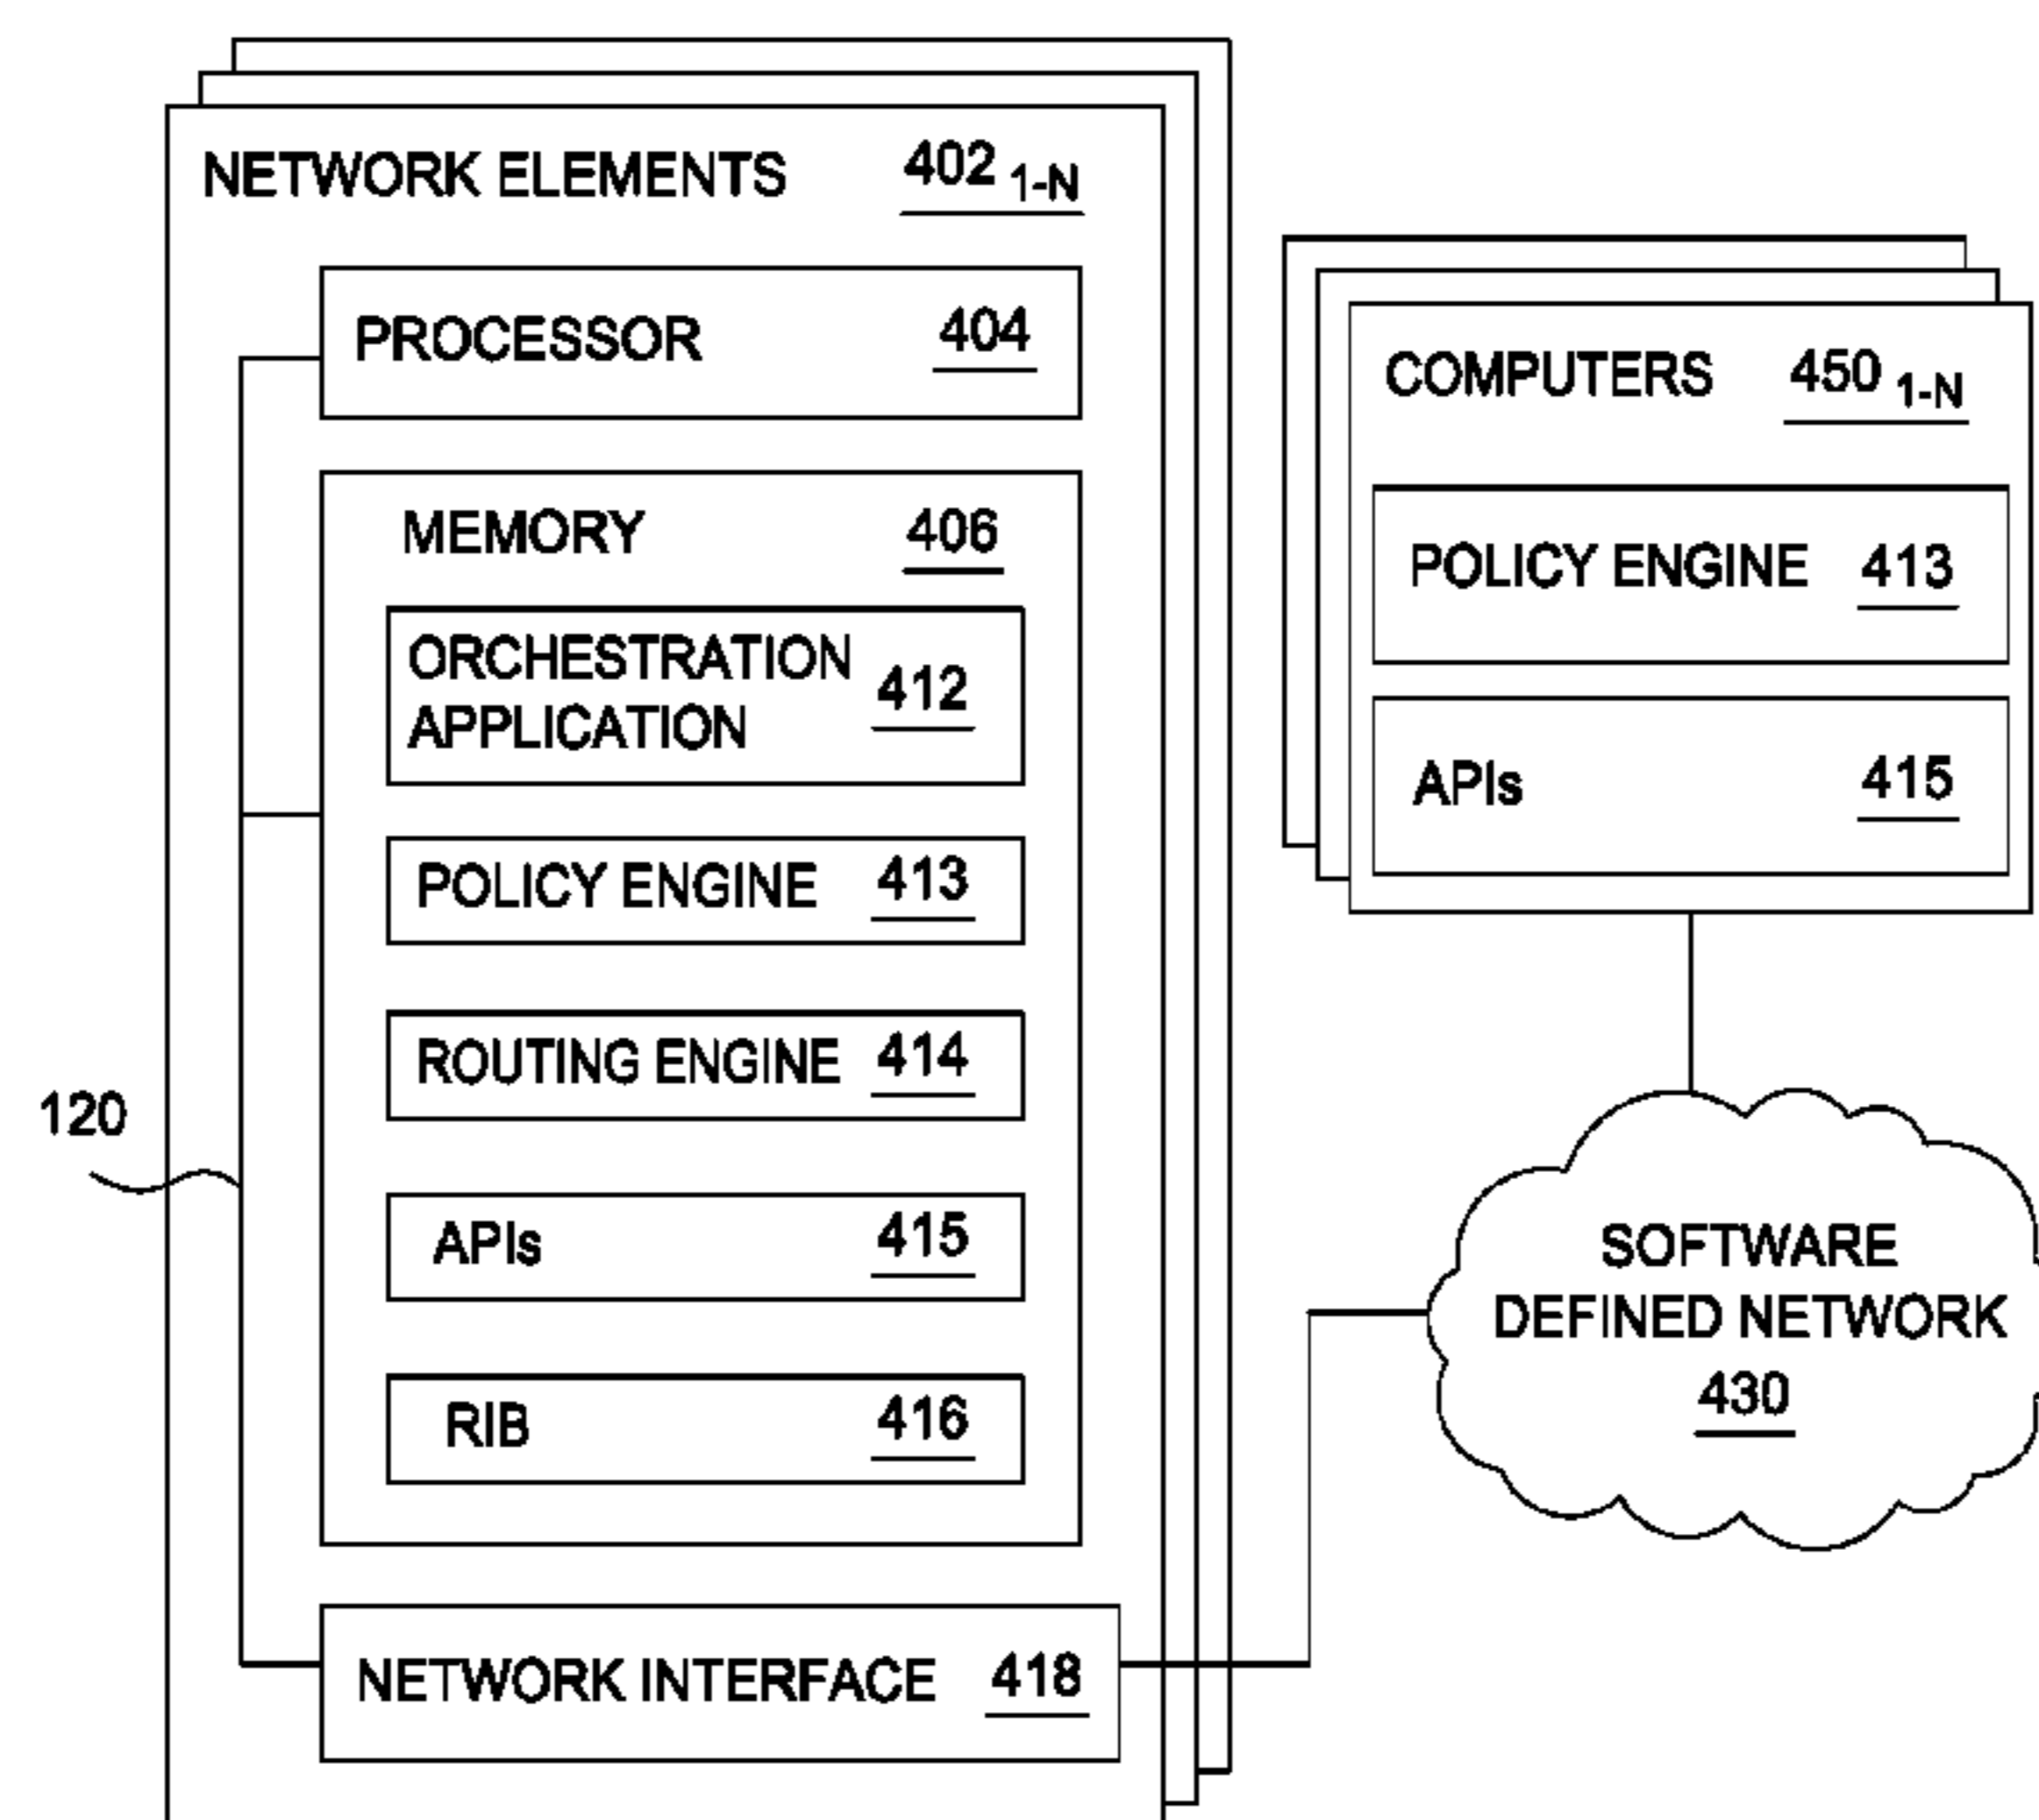 NETWORK ELEMENTS 402 1-N
PROCESSOR 404
MEMORY 406
ORCHESTRATION
APPLICATION 412
POLICY ENGINE 413
ROUTING ENGINE 414
APIs 415
RIB 416
NETWORK INTERFACE 418
120
COMPUTERS 450 1-N
POLICY ENGINE 413
APIs 415
SOFTWARE
DEFINED NETWORK
430